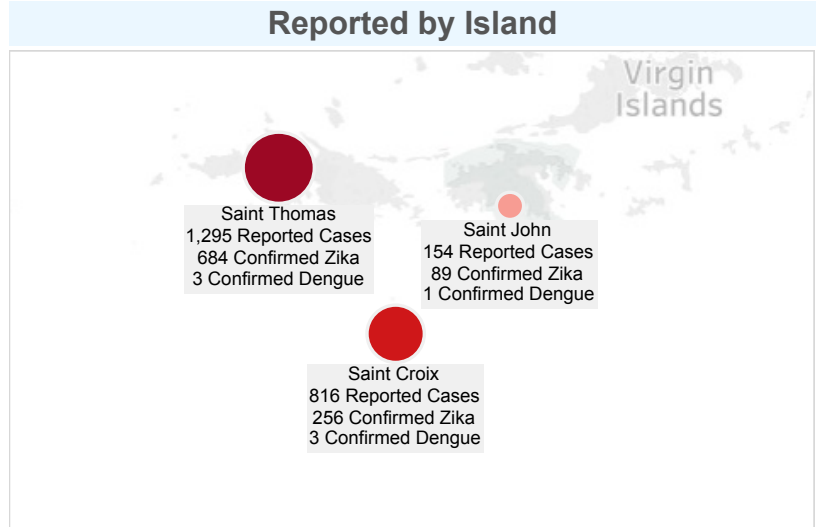 Reported by Island
Virgin
Islands
Saint Thomas
1,295 Reported Cases
684 Confirmed Zika
3 Confirmed Dengue
Saint John
154 Reported Cases
89 Confirmed Zika
1 Confirmed Dengue
Saint Croix
816 Reported Cases
256 Confirmed Zika
3 Confirmed Dengue